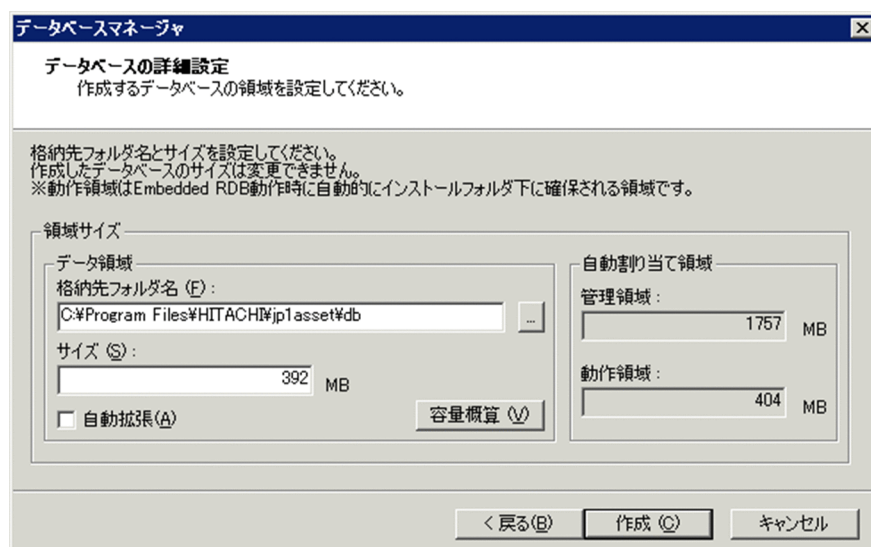 データベースマネージャ
データベースの詳細設定
作成するデータベースの領域を設定してください。
格納先フォルダ名とサイズを設定してください。
作成したデータベースのサイズは変更できません。
※動作領域はEmbedded RDB動作時に自動的にインストールフォルダ下に確保される領域です。
領域サイズ
データ領域
格納先フォルダ名 (F) :
C:¥Program Files¥HITACHI¥jp1asset¥db
...
サイズ (S) :
392 MB
自動拡張(A)
容量概算 (V)
自動割り当て領域
管理領域 :
1757 MB
動作領域 :
404 MB
< 戻る(B)
作成 (C)
キャンセル